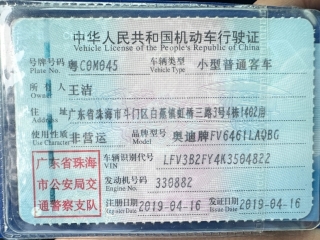 中华人民共和国机动车行驶证
Vehicle License of the People's Republic of China
号牌号码 粤C0M045 车辆类型 小型普通客车
Plate No. Vehicle Type
所有人 王洁
Owner
住址 广东省珠海市斗门区白蕉镇虹桥三路3号4栋1402房
Address
使用性质 非营运 品牌型号 奥迪牌FV6461LAQBG
Use Character Model
广东省珠海 车辆识别代号 LFV3B2FY4K3504822
VIN
市公安局交 发动机号码 330882
Engine No.
通警察支队 注册日期 2019-04-16 发证日期 2019-04-16
Register Date Issue Date